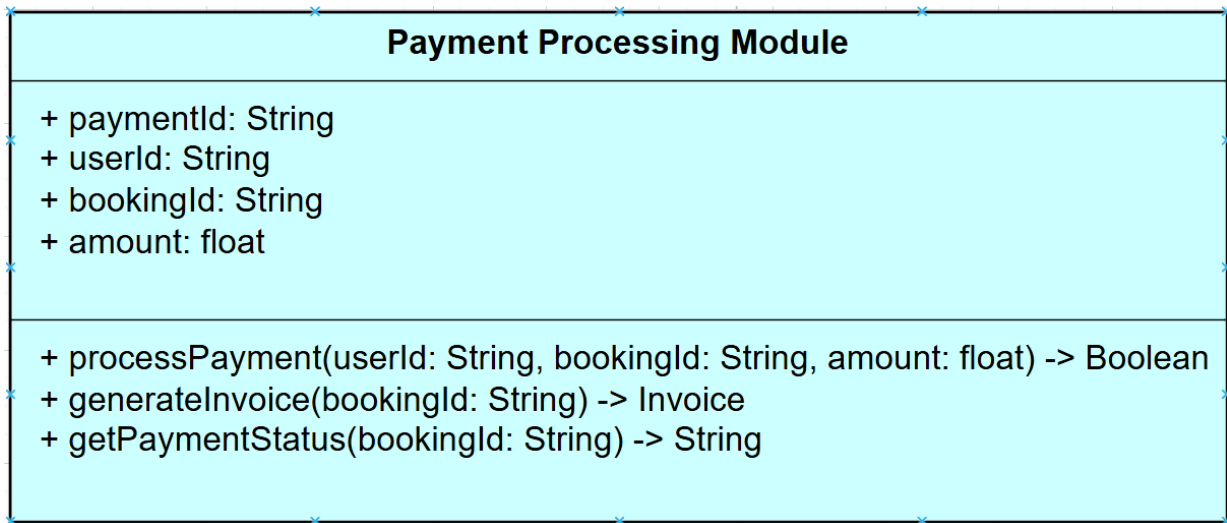 Payment Processing Module
+ paymentId: String
+ userId: String
+ bookingId: String
+ amount: float
+ processPayment(userId: String, bookingId: String, amount: float) -> Boolean
+ generateInvoice(bookingId: String) -> Invoice
+ getPaymentStatus(bookingId: String) -> String